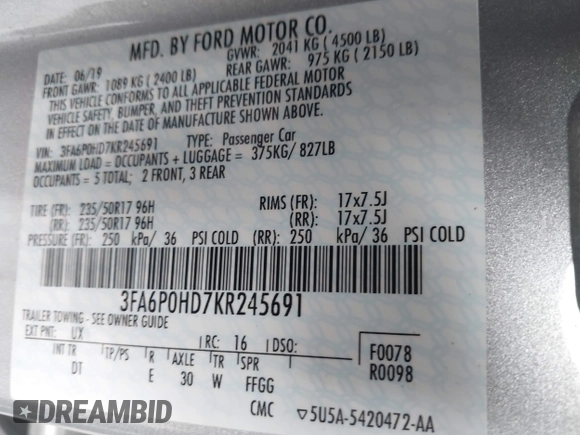 MFD. BY FORD MOTOR CO.
DATE: 06/19 GVWR: 2041 KG ( 4500 LB)
FRONT GAWR: 1089 KG ( 2400 LB) REAR GAWR: 975 KG ( 2150 LB)
THIS VEHICLE CONFORMS TO ALL APPLICABLE FEDERAL MOTOR
VEHICLE SAFETY, BUMPER, AND THEFT PREVENTION STANDARDS
IN EFFECT ON THE DATE OF MANUFACTURE SHOWN ABOVE.
VIN: 3FA6P0HD7KR245691 TYPE: Passenger Car
MAXIMUM LOAD = OCCUPANTS + LUGGAGE = 375KG/ 827LB
OCCUPANTS = 5 TOTAL; 2 FRONT, 3 REAR
TIRE (FR): 235/50R17 96H RIMS (FR): 17x7.5J
(RR): 235/50R17 96H (RR): 17x7.5J
PRESSURE (FR): 250 kPa/ 36 PSI COLD (RR): 250 kPa/ 36 PSI COLD
3FA6P0HD7KR245691
TRAILER TOWING - SEE OWNER GUIDE
EXT PNT: UX RC: 16 DSO: F0078
INT TR TP/PS R AXLE TR SPR R0098
DT E 30 W FFGG
CMC ▽5U5A-5420472-AA
DREAMBID